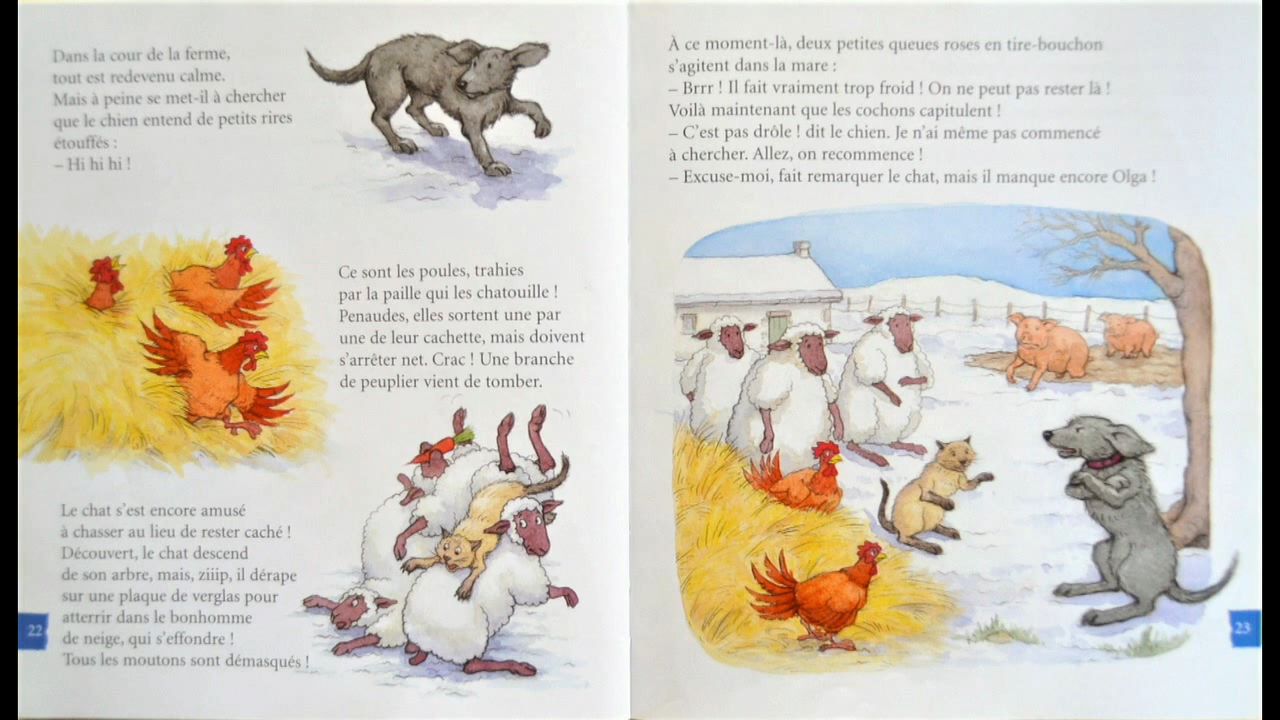 Dans la cour de la ferme,
tout est redevenu calme.
Mais à peine se met-il à chercher
que le chien entend de petits rires
étouffés :
– Hi hi hi !
Ce sont les poules, trahies
par la paille qui les chatouille !
Penaudes, elles sortent une par
une de leur cachette, mais doivent
s’arrêter net. Crac ! Une branche
de peuplier vient de tomber.
Le chat s’est encore amusé
à chasser au lieu de rester caché !
Découvert, le chat descend
de son arbre, mais, ziiip, il dérape
sur une plaque de verglas pour
atterrir dans le bonhomme
de neige, qui s’effondre !
Tous les moutons sont démasqués !
22
À ce moment-là, deux petites queues roses en tire-bouchon
s’agitent dans la mare :
– Brrr ! Il fait vraiment trop froid ! On ne peut pas rester là !
Voilà maintenant que les cochons capitulent !
– C’est pas drôle ! dit le chien. Je n’ai même pas commencé
à chercher. Allez, on recommence !
– Excuse-moi, fait remarquer le chat, mais il manque encore Olga !
23